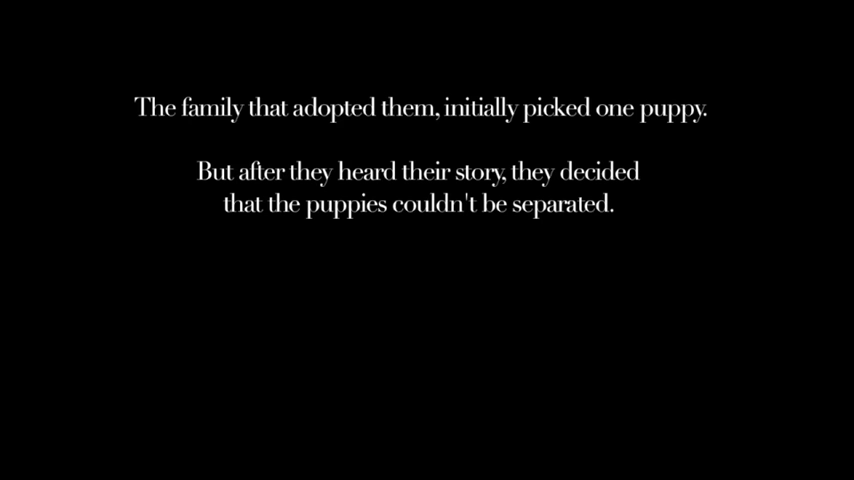 The family that adopted them, initially picked one puppy.
But after they heard their story, they decided
that the puppies couldn't be separated.